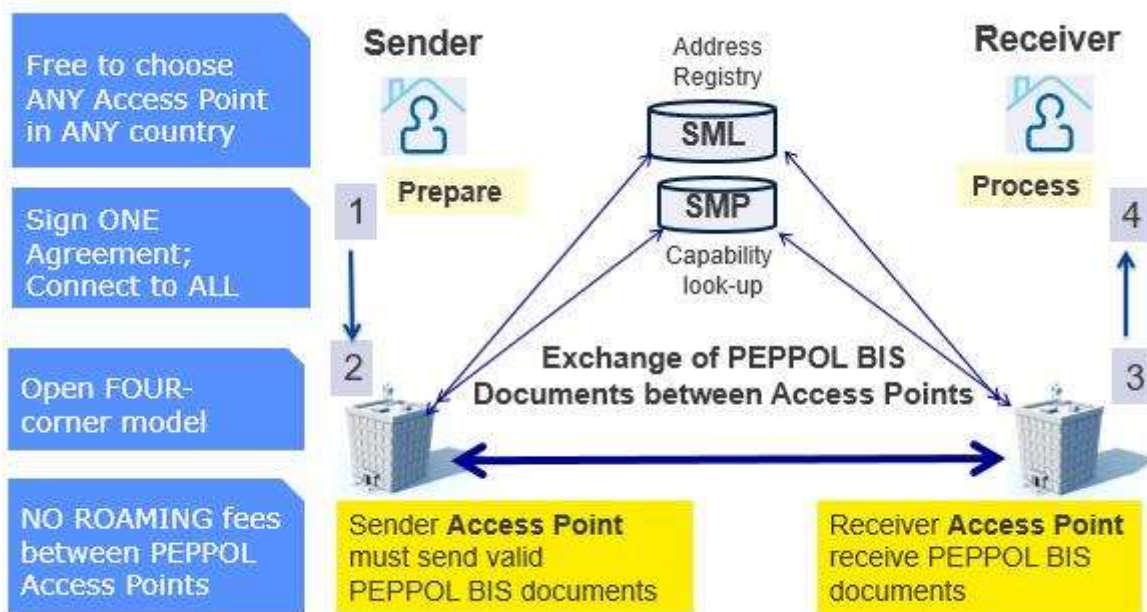 Free to choose
ANY Access Point
in ANY country
Sign ONE
Agreement;
Connect to ALL
Open FOUR-
corner model
NO ROAMING fees
between PEPPOL
Access Points
Sender
Prepare
1
2
Address
Registry
SML
SMP
Capability
look-up
Receiver
Process
4
3
Exchange of PEPPOL BIS
Documents between Access Points
Sender Access Point
must send valid
PEPPOL BIS documents
Receiver Access Point
receive PEPPOL BIS
documents